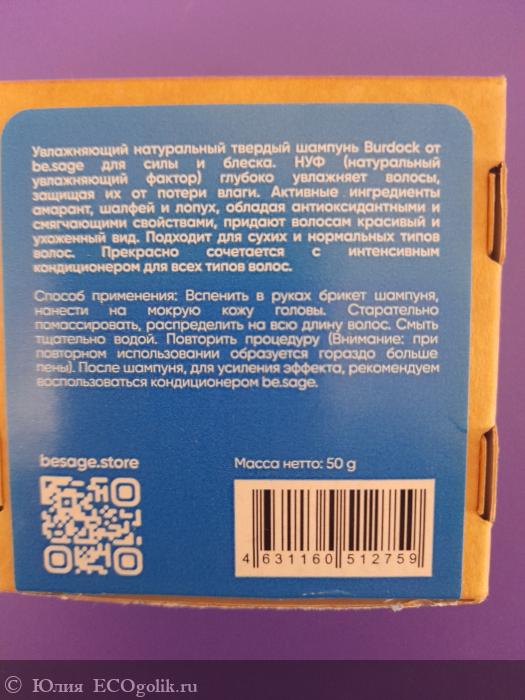 Увлажняющий натуральный твердый шампунь Burdock от
be.sage для силы и блеска. НУФ (натуральный
увлажняющий фактор) глубоко увлажняет волосы,
защищая их от потери влаги. Активные ингредиенты
амарант, шалфей и лопух, обладая антиоксидантными и
смягчающими свойствами, придают волосам красивый и
ухоженный вид. Подходит для сухих и нормальных типов
волос. Прекрасно сочетается с интенсивным
кондиционером для всех типов волос.
Способ применения: Вспенить в руках брикет шампуня,
нанести на мокрую кожу головы. Старательно
помассировать, распределить на всю длину волос. Смыть
тщательно водой. Повторить процедуру (Внимание: при
повторном использовании образуется гораздо больше
пены). После шампуня, для усиления эффекта, рекомендуем
воспользоваться кондиционером be.sage.
besage.store
Масса нетто: 50 g
4 631160 512759
© Юлия ECOgolik.ru